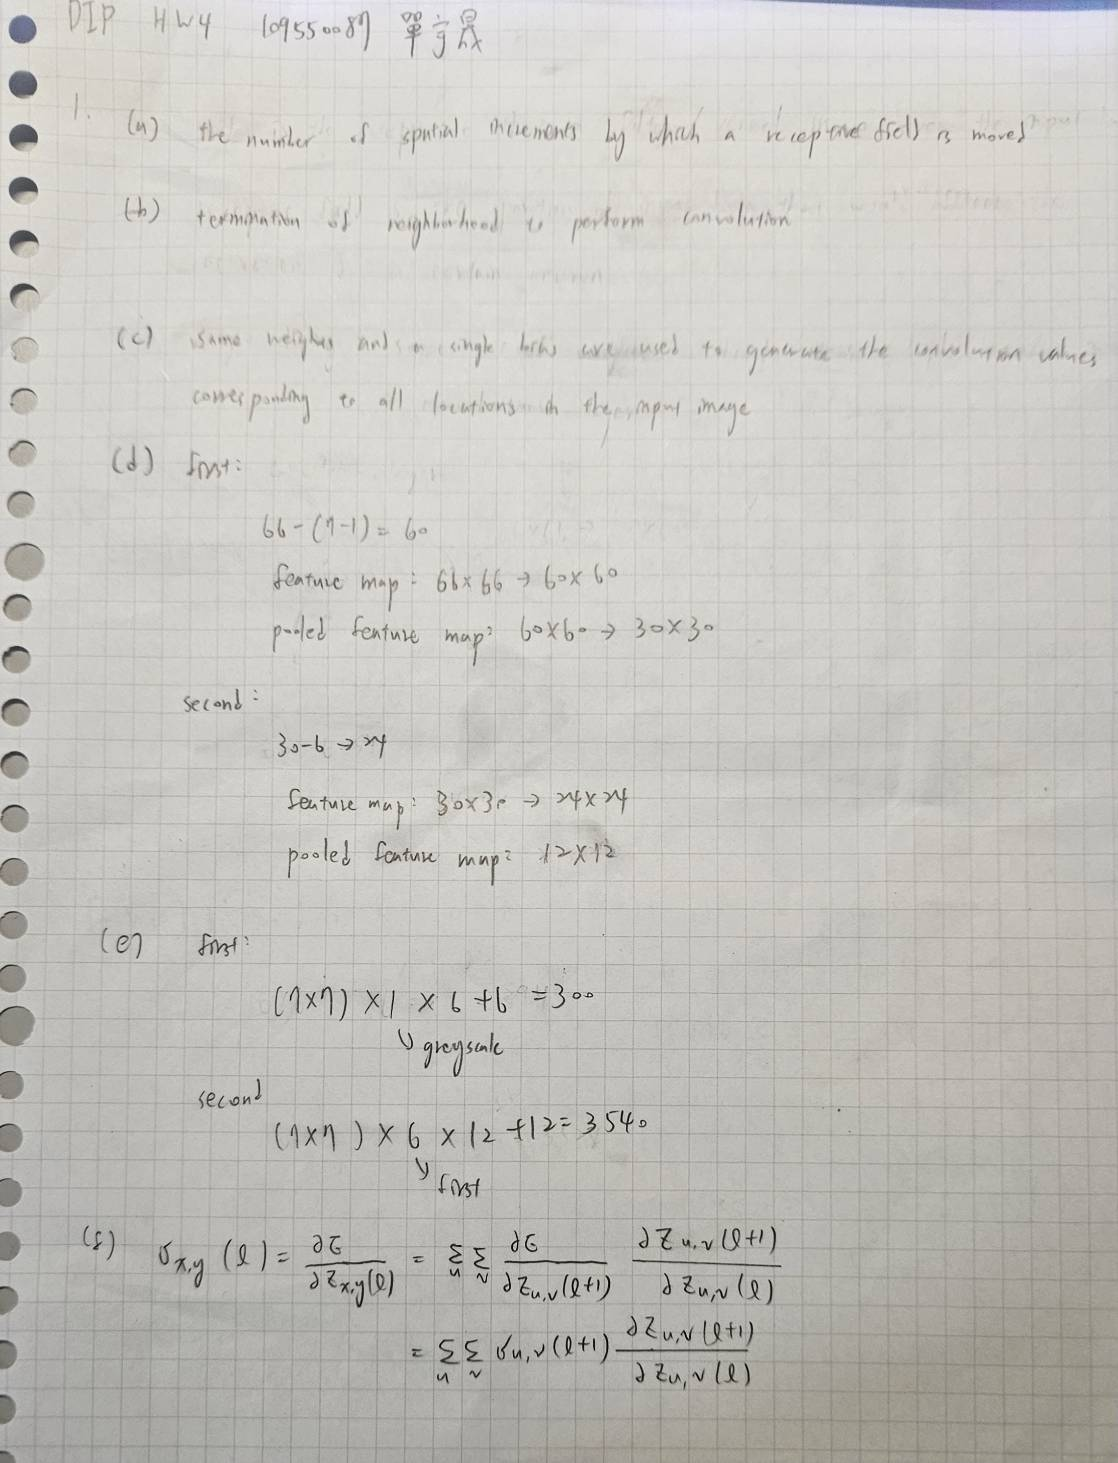 DIP HW4 109550087 單宇晟
1. (a) the number of spatial increments by which a receptive field is moved
(b) termination of neighborhood to perform convolution
(c) same weights and a single bias are used to generate the convolution values
corresponding to all locations in the input image
(d) first:
66-(7-1)=60
feature map: 66×66 → 60×60
pooled feature map: 60×60 → 30×30
second:
30-6 → 24
feature map: 30×30 → 24×24
pooled feature map: 12×12
(e) first:
(7×7) × 1 × 6 + 6 = 300
greyscale
second
(7×7) × 6 × 12 + 12 = 3540
first
(f) δx,y (l) = ∂E/∂Zx,y(l) = Σu Σv ∂E/∂Zu,v(l+1) ∂Zu,v(l+1)/∂Zu,v(l)
= Σu Σv δu,v(l+1) ∂Zu,v(l+1)/∂Zu,v(l)